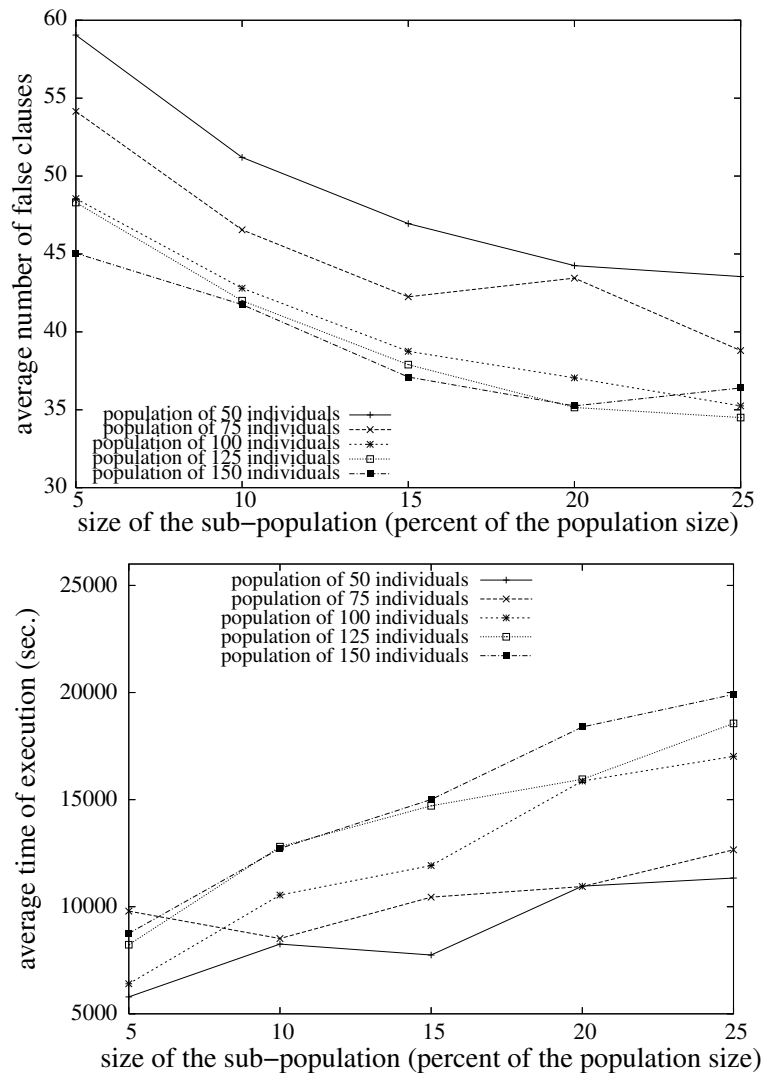 60
55
50
45
40
35
30
average number of false clauses
population of 50 individuals
population of 75 individuals
population of 100 individuals
population of 125 individuals
population of 150 individuals
5 10 15 20 25
size of the sub-population (percent of the population size)
25000
20000
15000
10000
5000
average time of execution (sec.)
population of 50 individuals
population of 75 individuals
population of 100 individuals
population of 125 individuals
population of 150 individuals
5 10 15 20 25
size of the sub-population (percent of the population size)